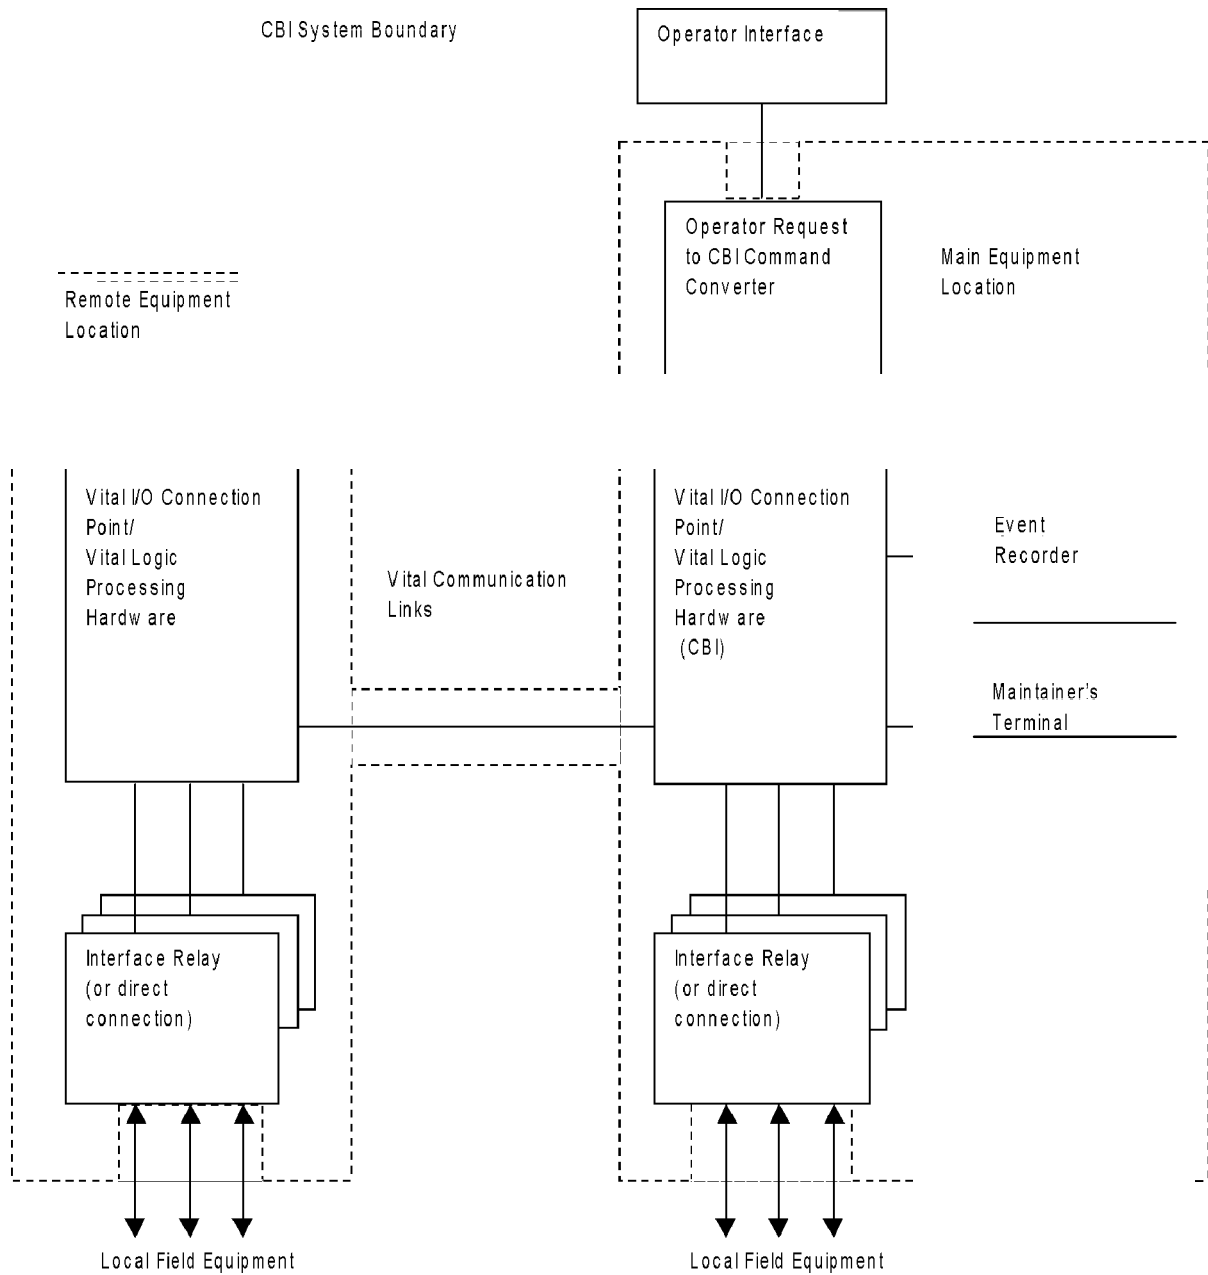 CBI System Boundary
Operator Interface
Operator Request
to CBI Command
Converter
Main Equipment
Location
Remote Equipment
Location
Vital I/O Connection
Point/
Vital Logic
Processing
Hardware
Vital Communication
Links
Vital I/O Connection
Point/
Vital Logic
Processing
Hardware
(CBI)
Event
Recorder
Maintainer's
Terminal
Interface Relay
(or direct
connection)
Interface Relay
(or direct
connection)
Local Field Equipment
Local Field Equipment